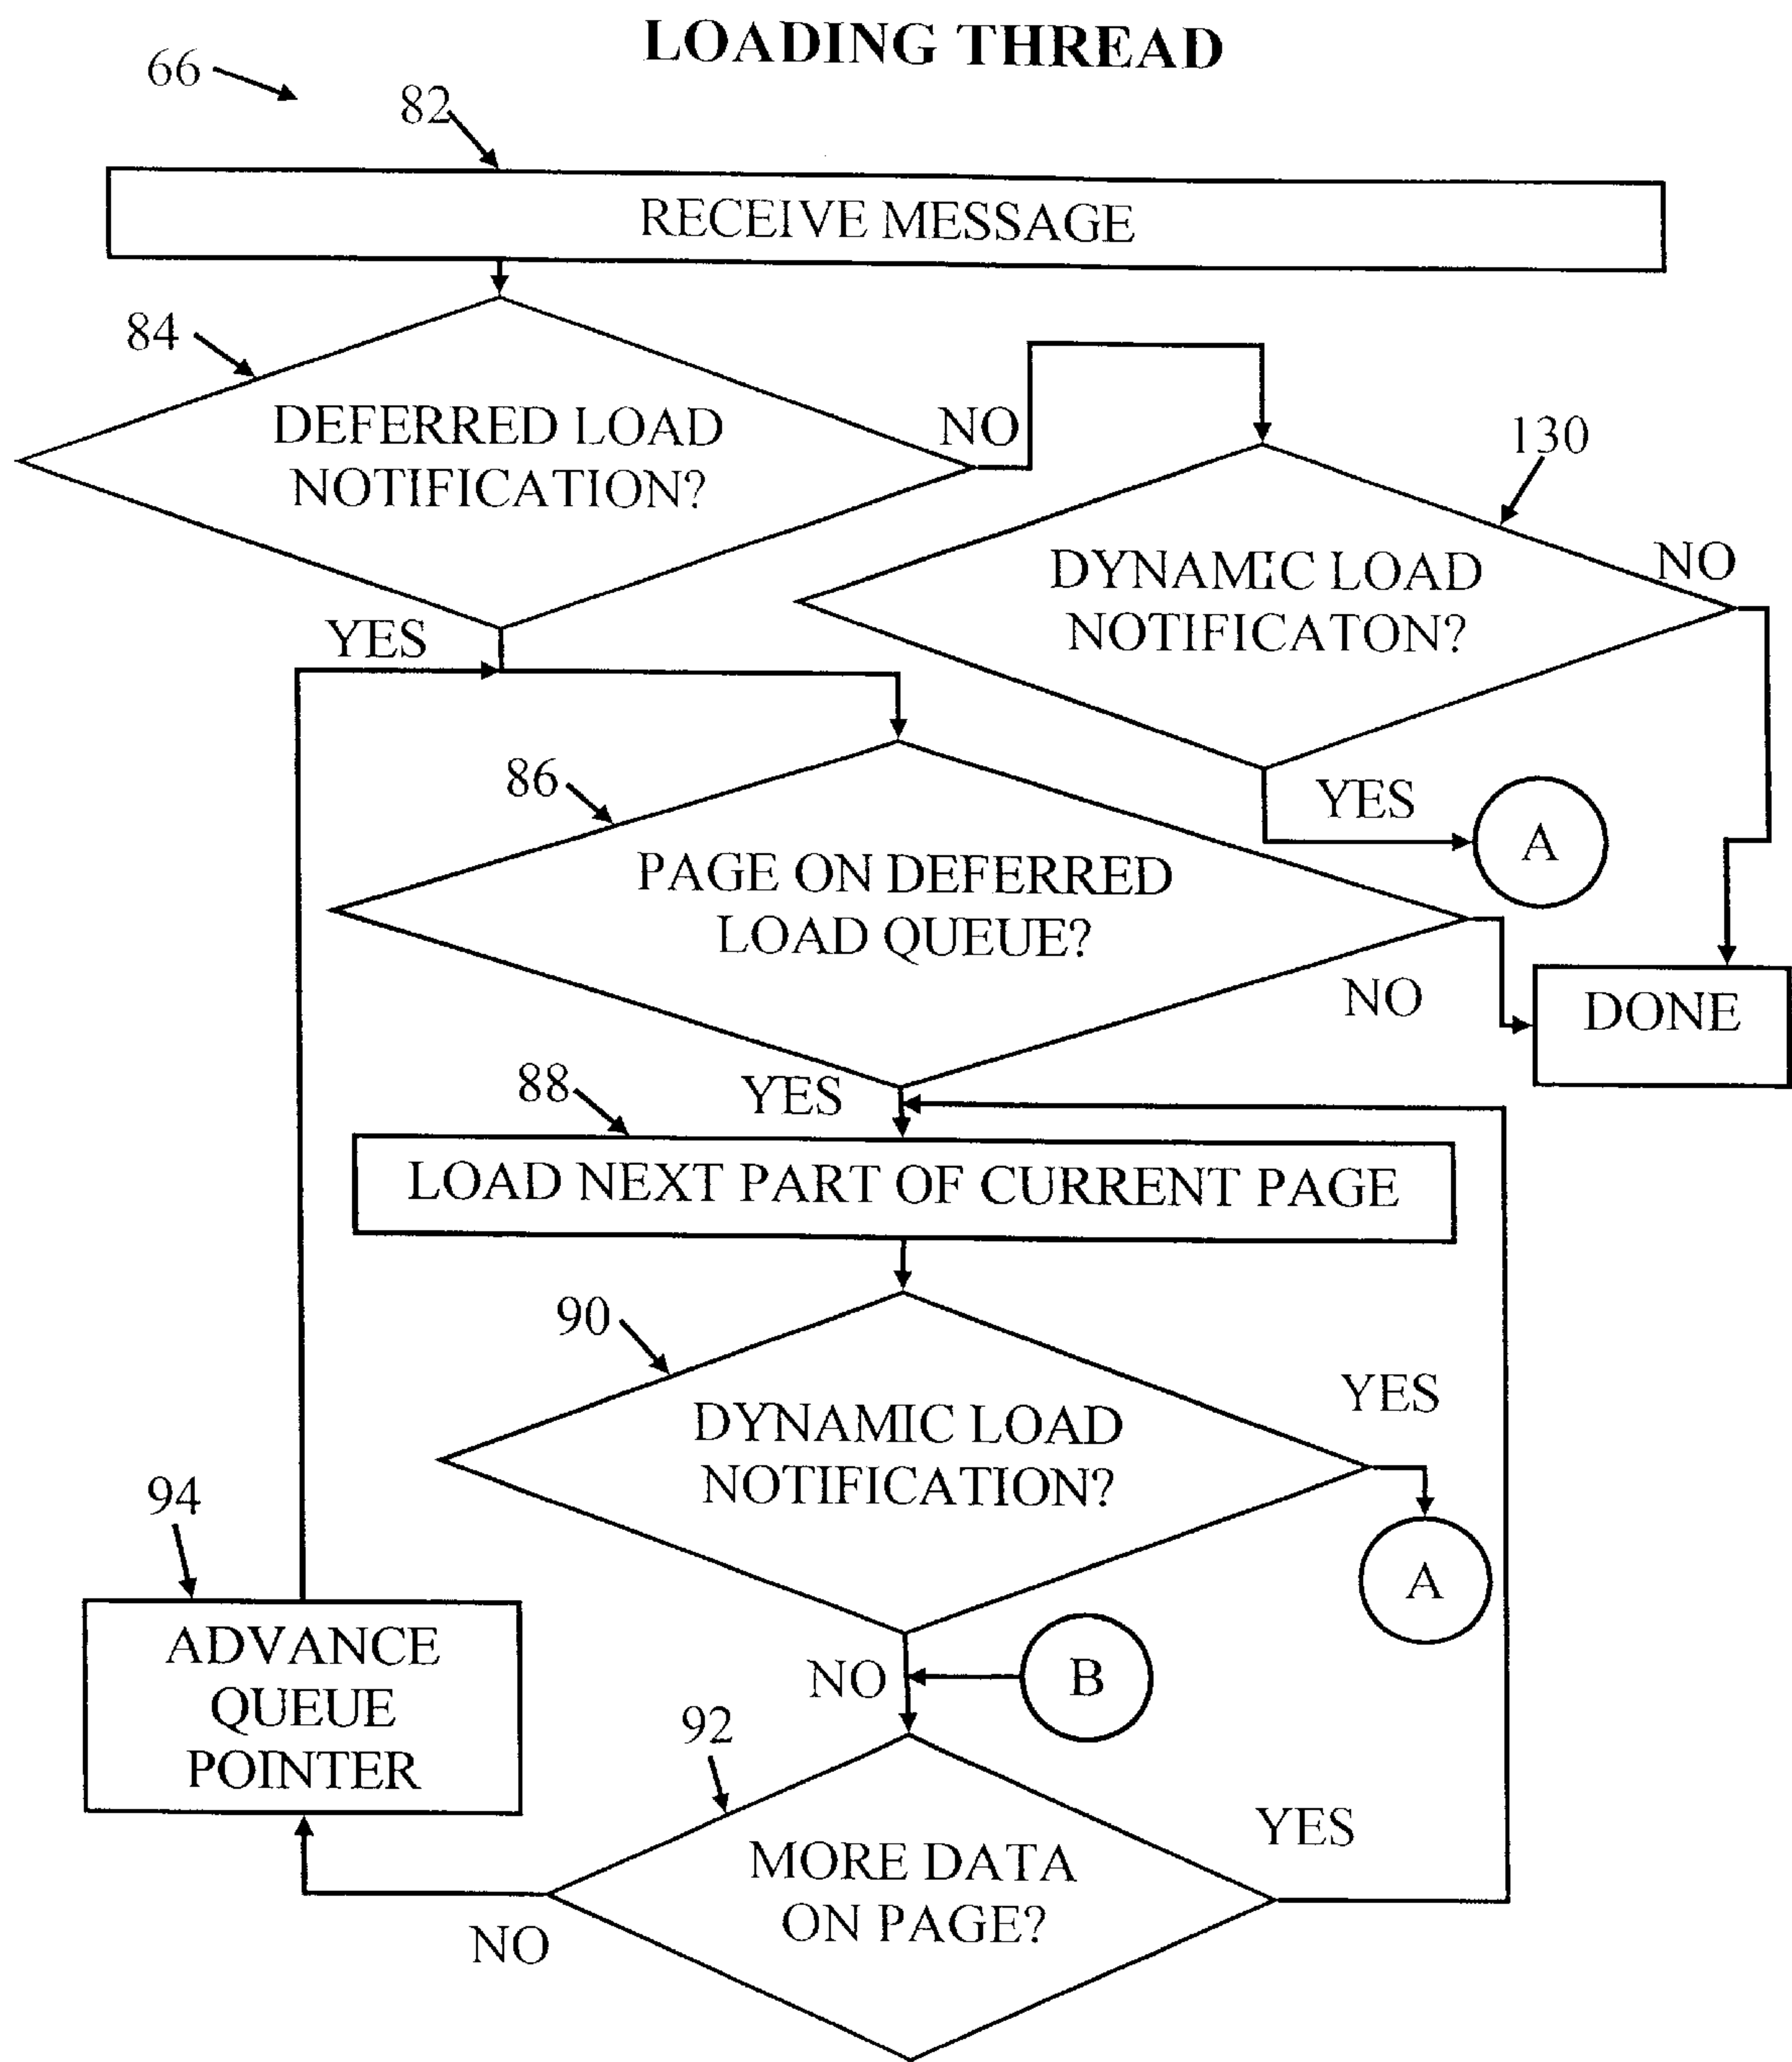 LOADING THREAD
66
82
RECEIVE MESSAGE
84
DEFERRED LOAD
NOTIFICATION?
NO
130
DYNAMIC LOAD
NOTIFICATON?
NO
YES
86
YES
A
PAGE ON DEFERRED
LOAD QUEUE?
NO
DONE
88
YES
LOAD NEXT PART OF CURRENT PAGE
90
YES
DYNAMIC LOAD
NOTIFICATION?
94
A
ADVANCE
QUEUE
POINTER
NO
B
92
YES
MORE DATA
ON PAGE?
NO